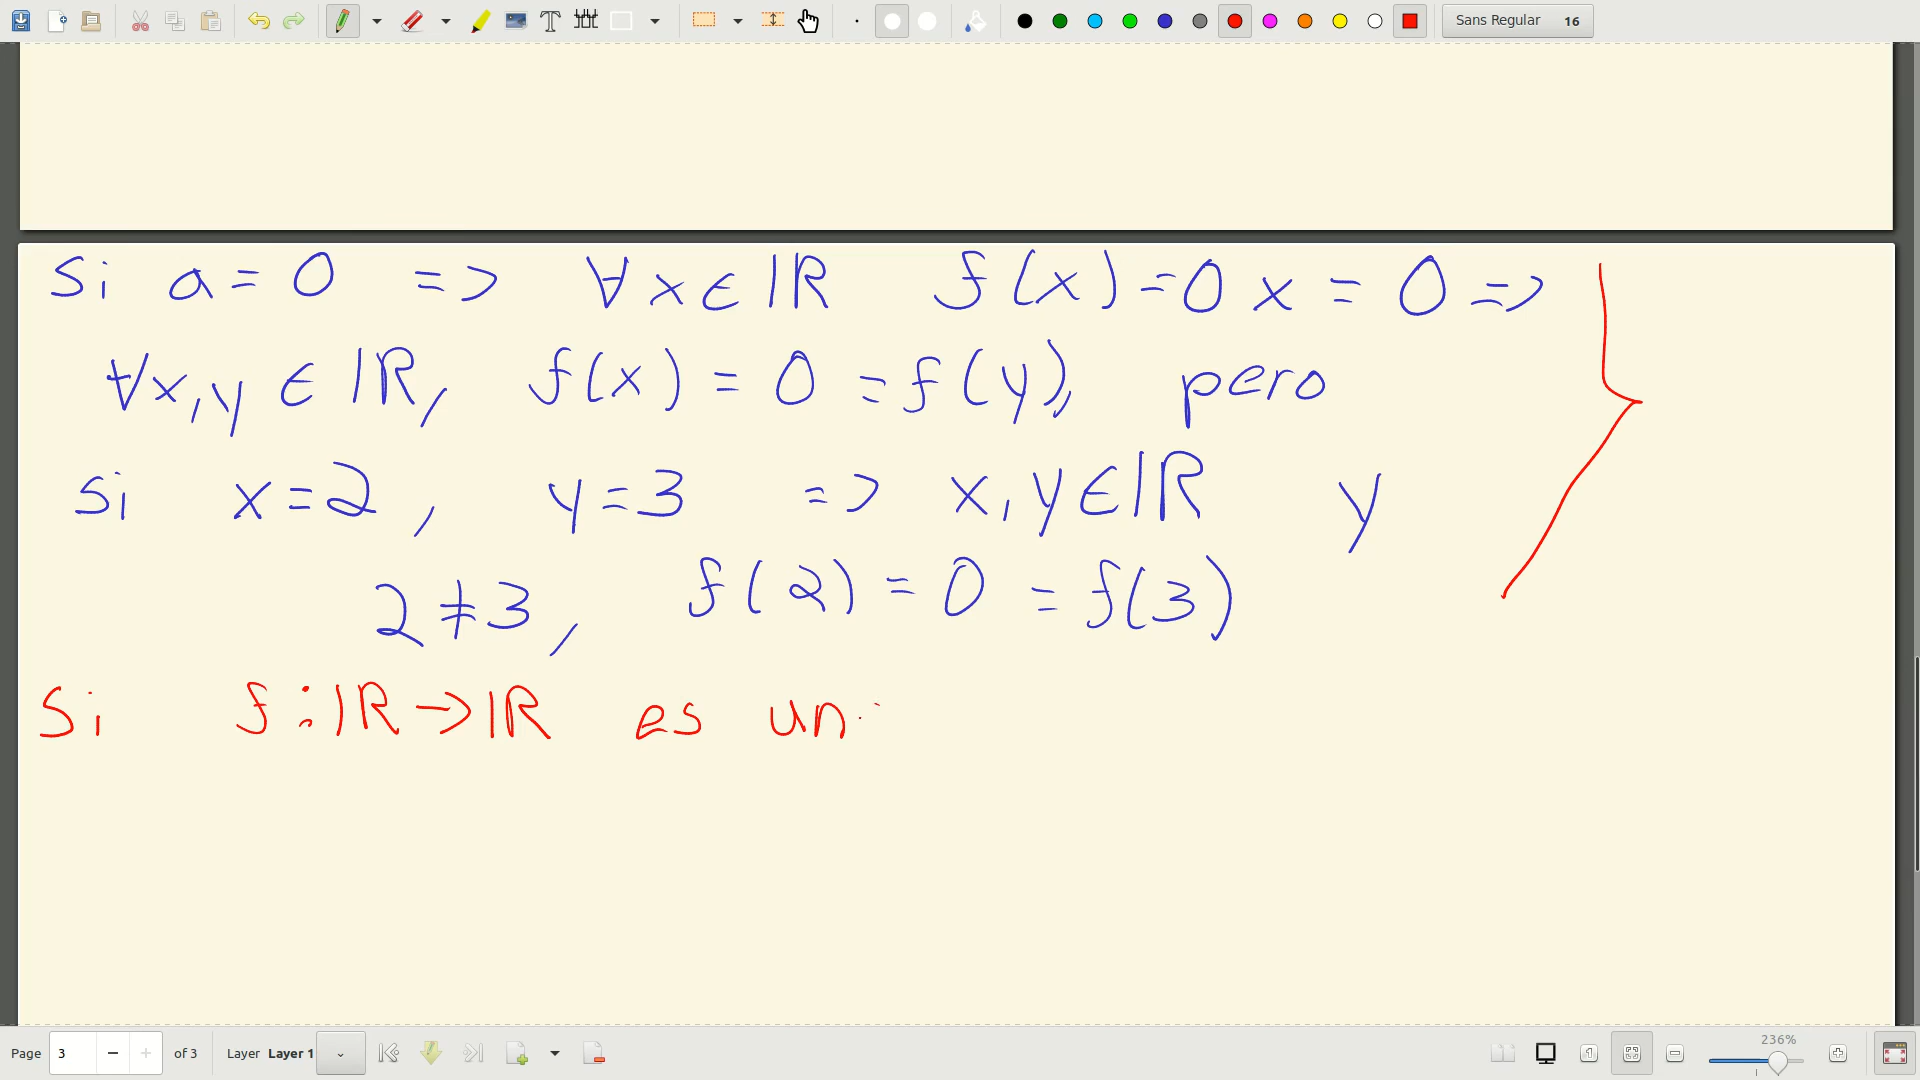 Sans Regular 16
Si a = 0 => ∀x∈ℝ f(x) = 0x = 0 =>
∀x,y ∈ ℝ, f(x) = 0 = f(y), pero
si x=2, y=3 => x,y∈ℝ y
2≠3, f(2) = 0 = f(3)
Si f:ℝ→ℝ es un
Page 3 of 3 Layer Layer 1 236%